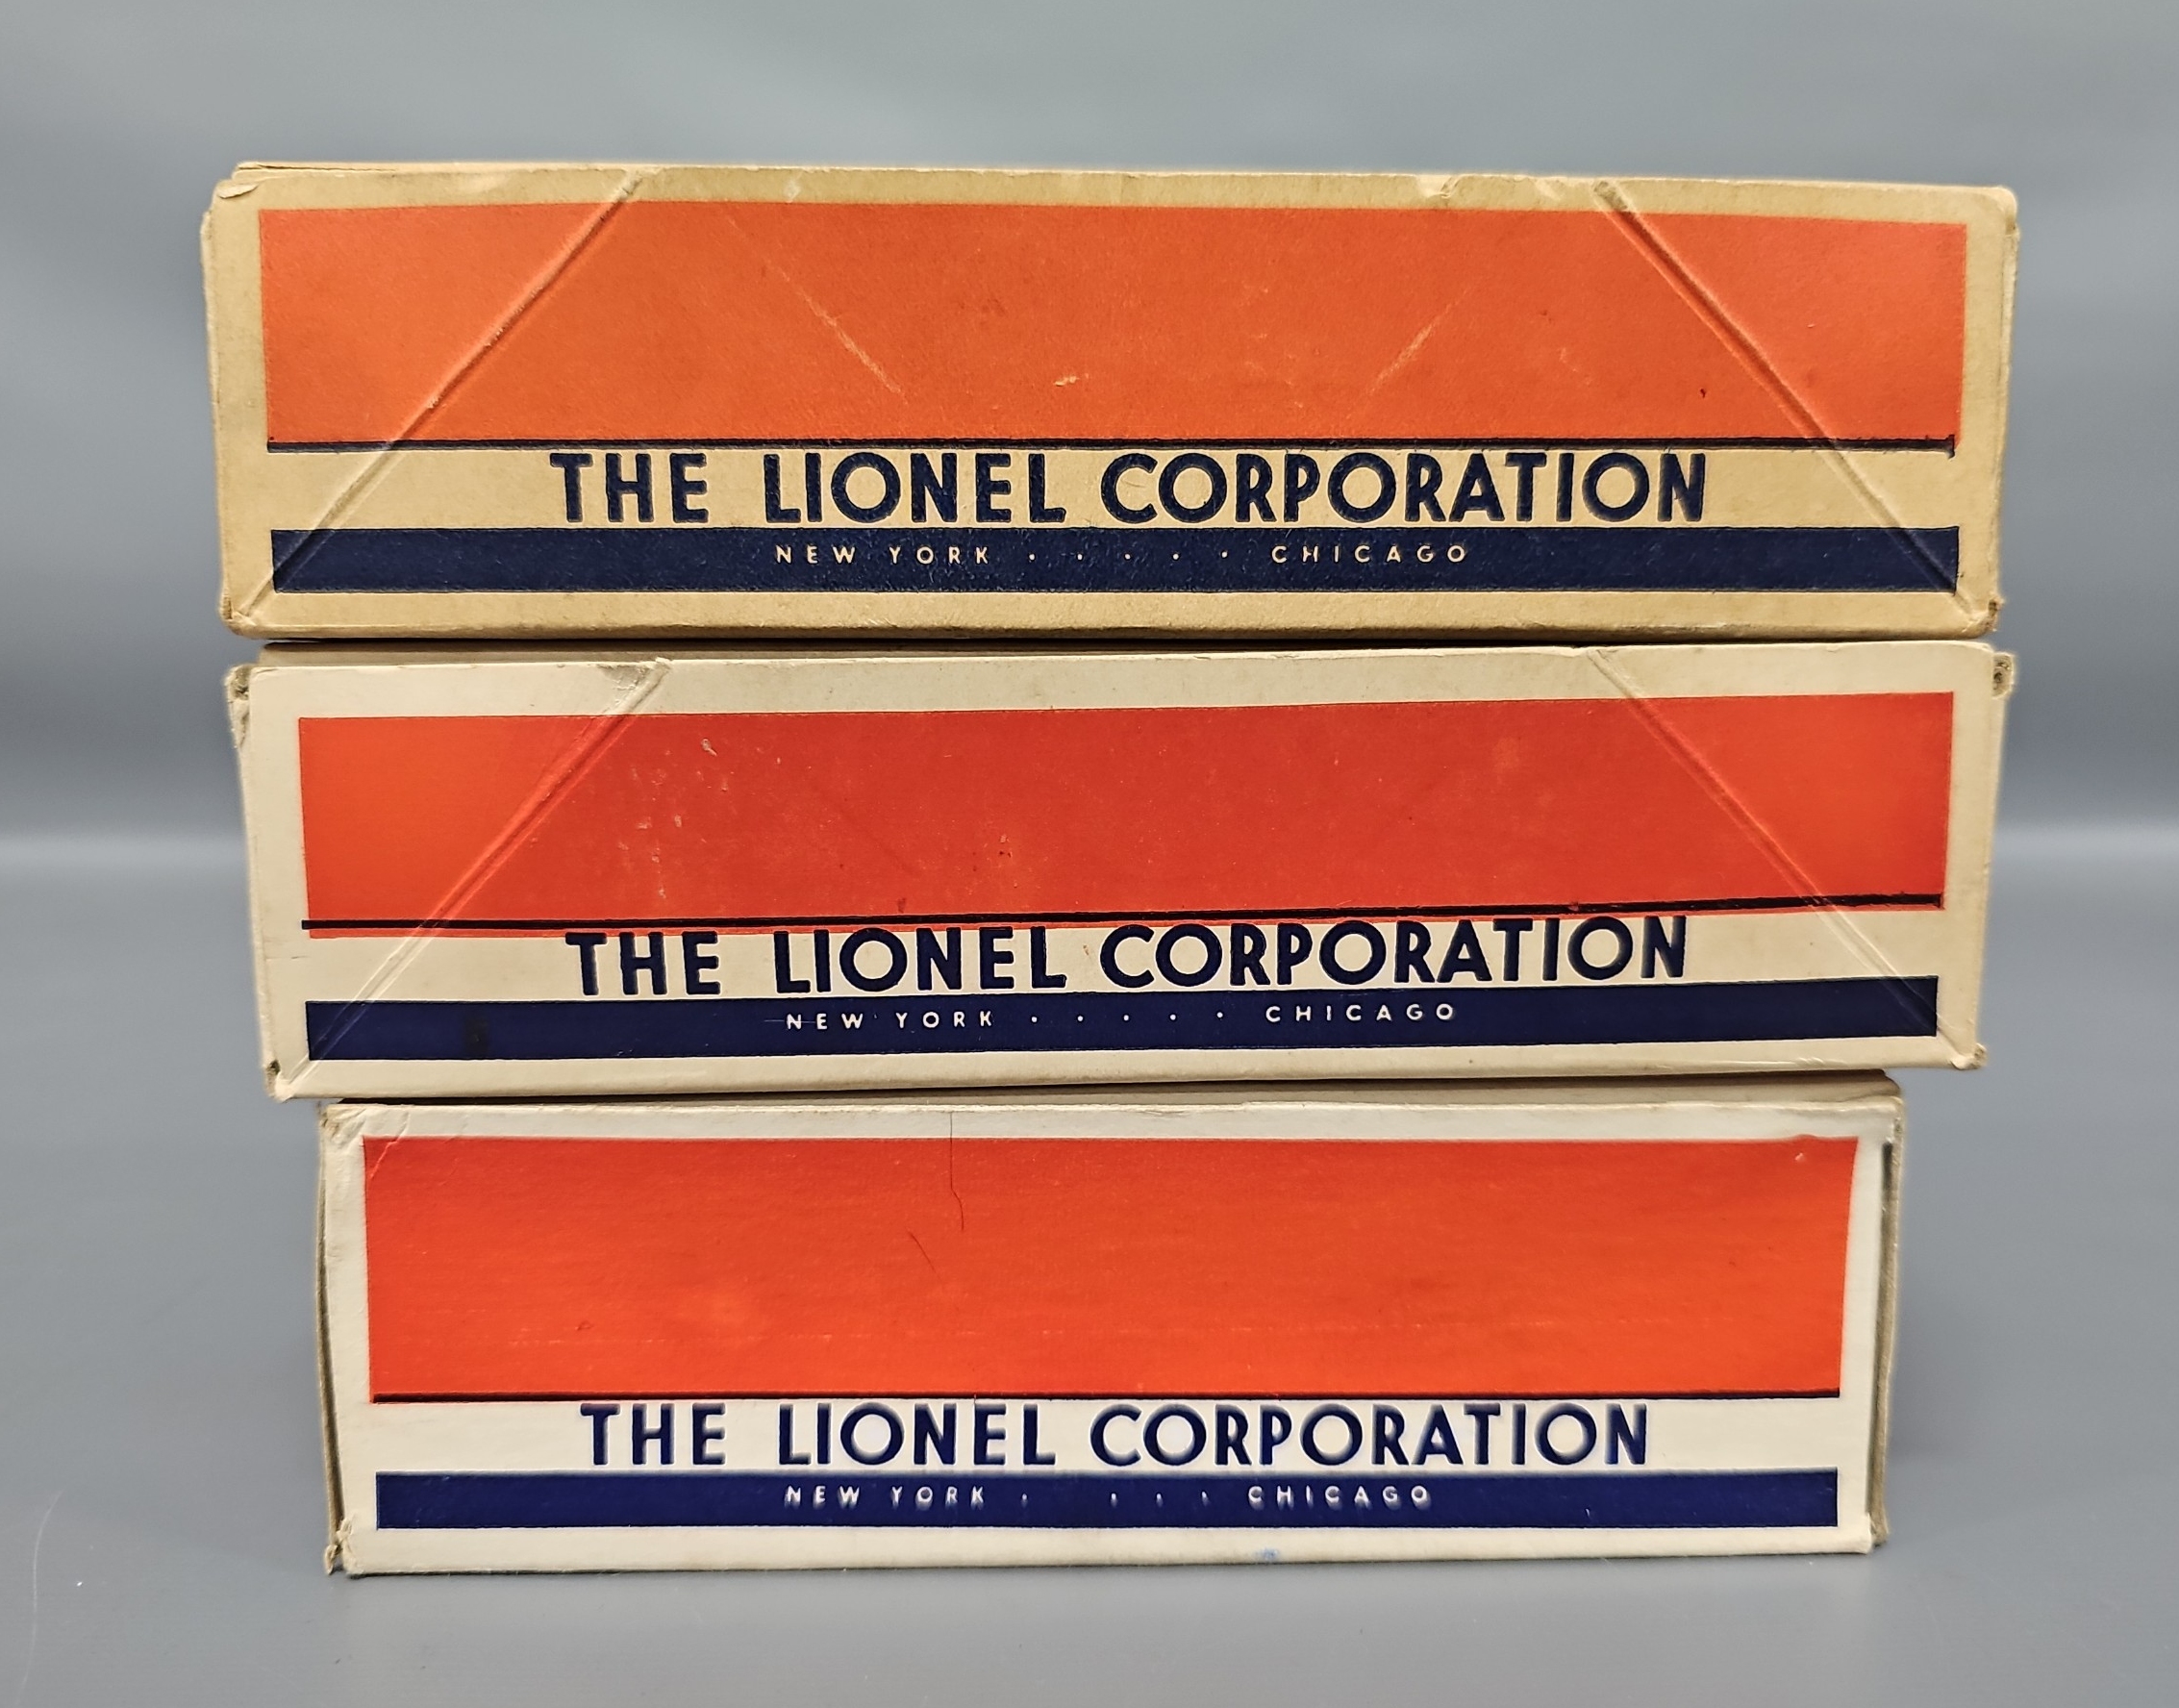 THE LIONEL CORPORATION
NEW YORK · · · · · CHICAGO
THE LIONEL CORPORATION
NEW YORK · · · · · CHICAGO
THE LIONEL CORPORATION
NEW YORK · · · · CHICAGO